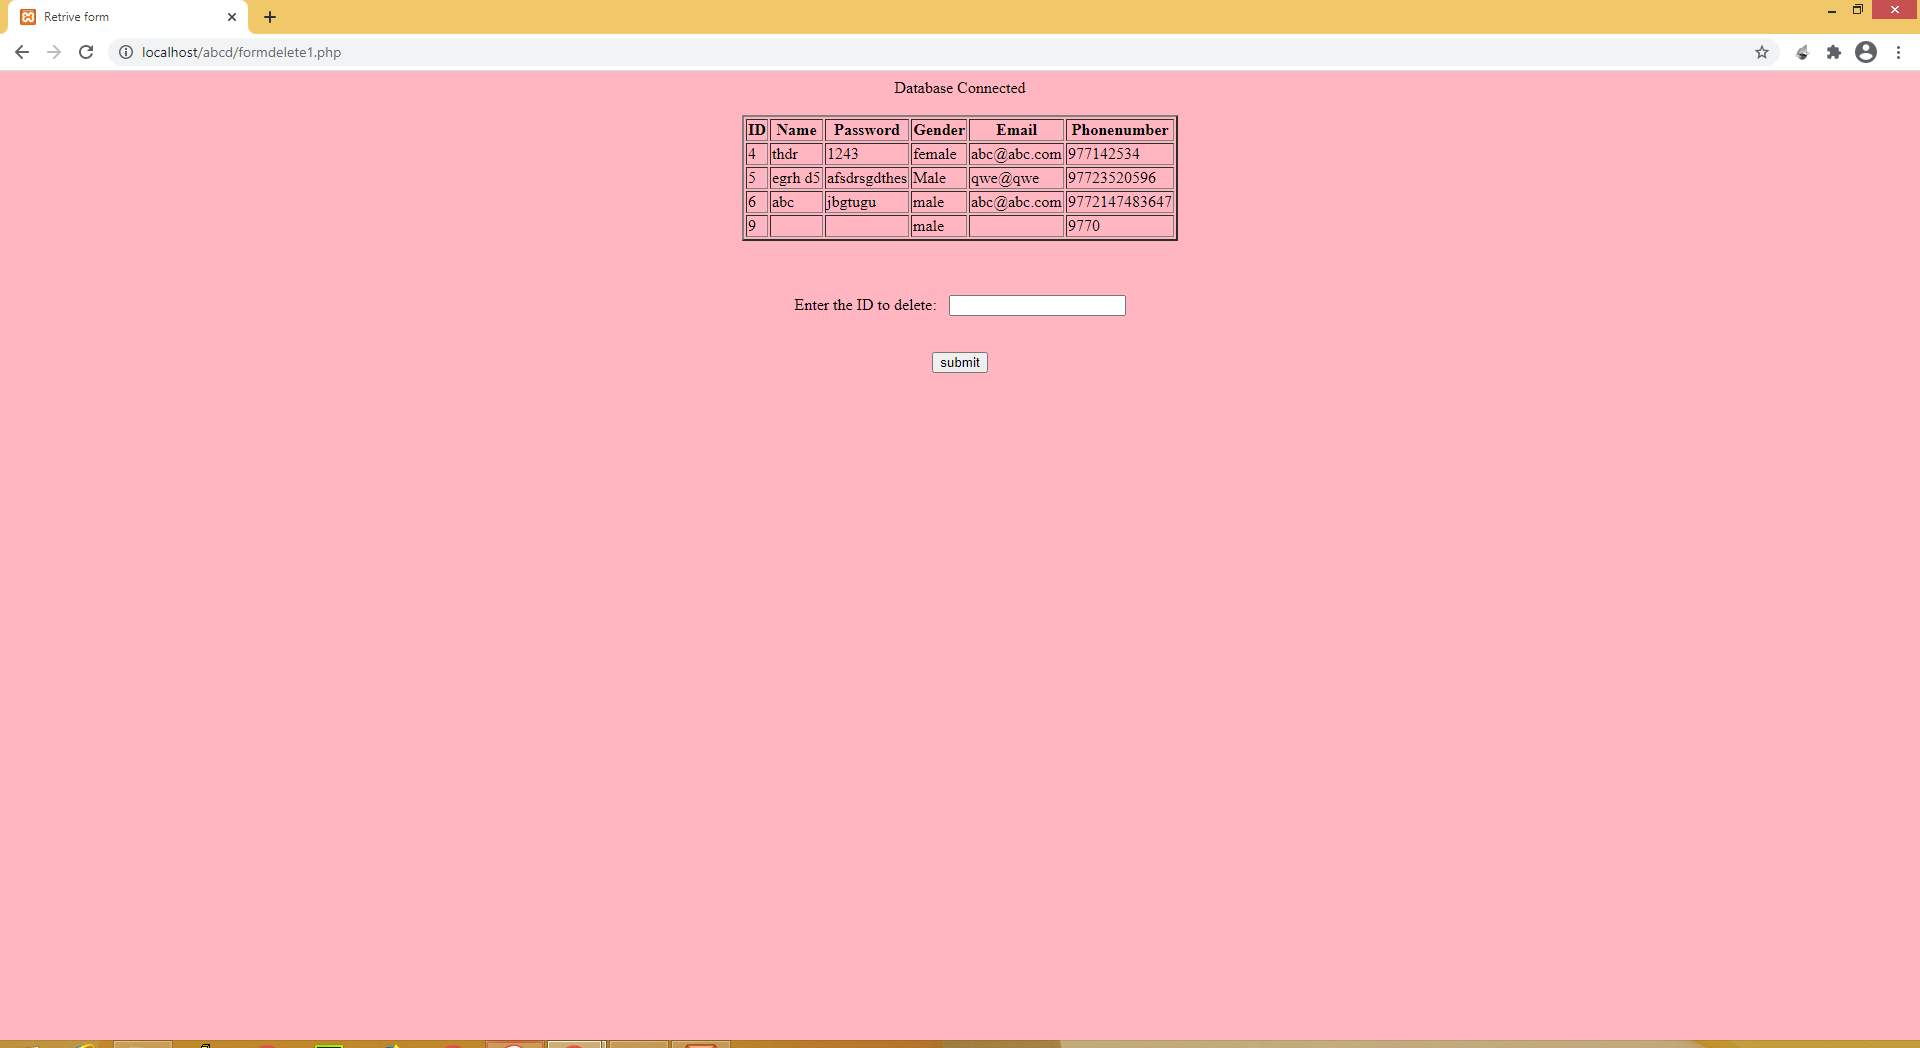 Retrive form
localhost/abcd/formdelete1.php
Database Connected
ID Name Password Gender Email Phonenumber
4 thdr 1243 female abc@abc.com 977142534
5 egrh d5 afsdrsgdthes Male qwe@qwe 97723520596
6 abc jbgtugu male abc@abc.com 9772147483647
9 male 9770
Enter the ID to delete:
submit